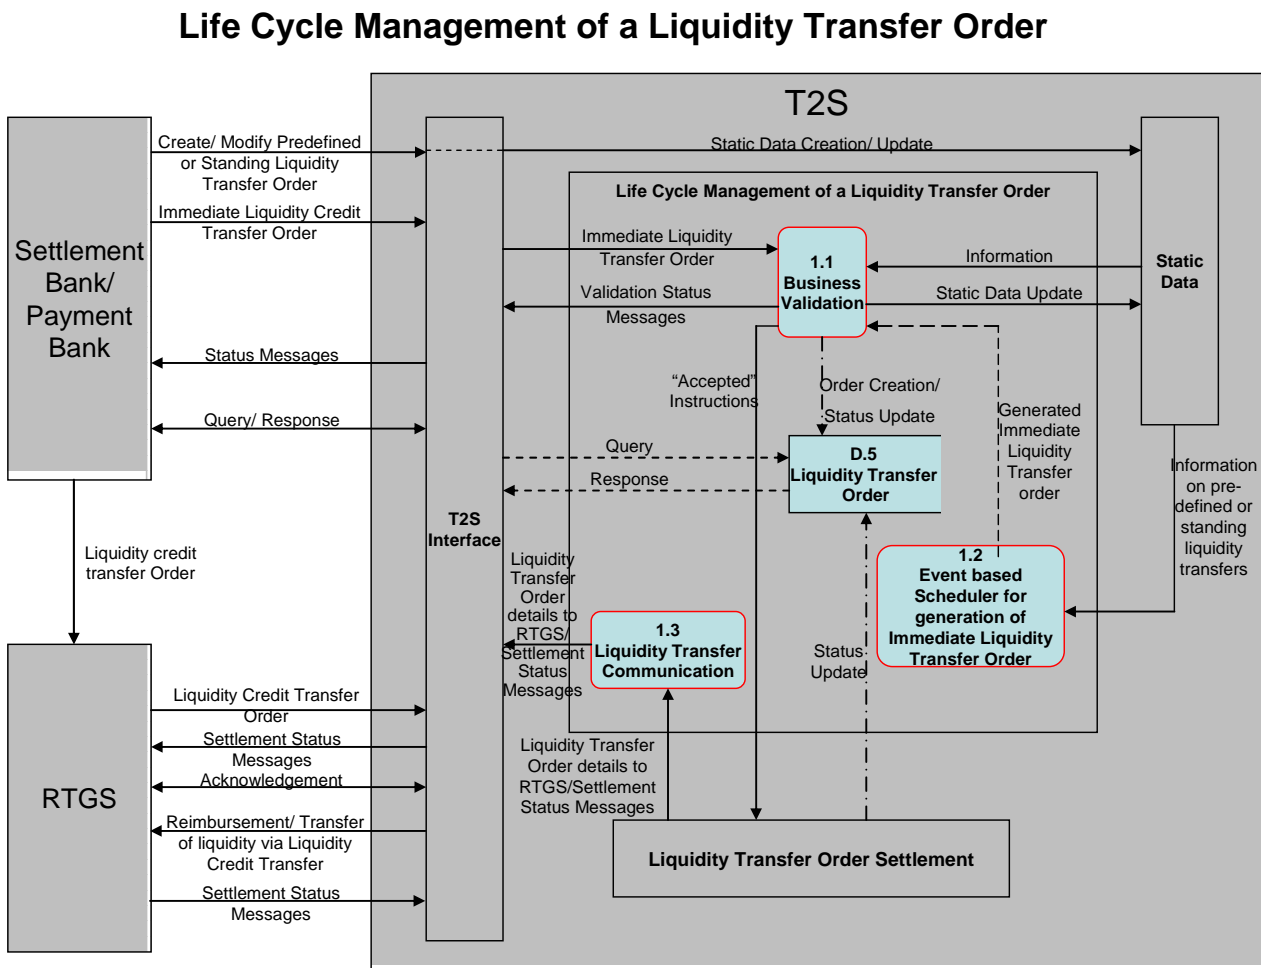 Life Cycle Management of a Liquidity Transfer Order
T2S
Create/ Modify Predefined
or Standing Liquidity
Transfer Order
Static Data Creation/ Update
Life Cycle Management of a Liquidity Transfer Order
Immediate Liquidity Credit
Transfer Order
Settlement
Bank/
Payment
Bank
Immediate Liquidity
Transfer Order
1.1
Business
Validation
Information
Static
Data
Validation Status
Messages
Static Data Update
Status Messages
"Accepted"
Instructions
Order Creation/
Status Update
Generated
Immediate
Liquidity
Transfer
order
Query/ Response
Query
Response
D.5
Liquidity Transfer
Order
Information
on pre-
defined or
standing
liquidity
transfers
T2S
Interface
Liquidity credit
transfer Order
Liquidity
Transfer
Order
details to
RTGS/
Settlement
Status
Messages
1.2
Event based
Scheduler for
generation of
Immediate Liquidity
Transfer Order
1.3
Liquidity Transfer
Communication
Status
Update
RTGS
Liquidity Credit Transfer
Order
Settlement Status
Messages
Acknowledgement
Reimbursement/ Transfer
of liquidity via Liquidity
Credit Transfer
Settlement Status
Messages
Liquidity Transfer
Order details to
RTGS/Settlement
Status Messages
Liquidity Transfer Order Settlement